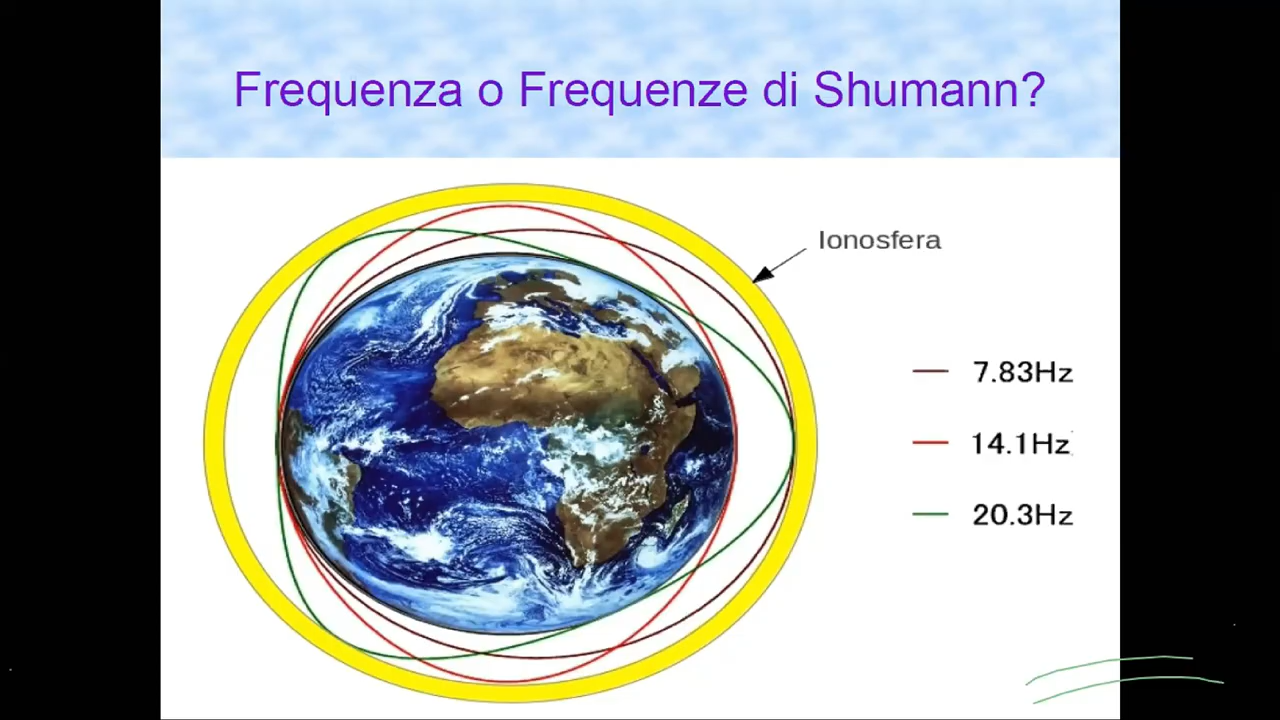 Frequenza o Frequenze di Shumann?
Ionosfera
7.83Hz
14.1Hz
20.3Hz